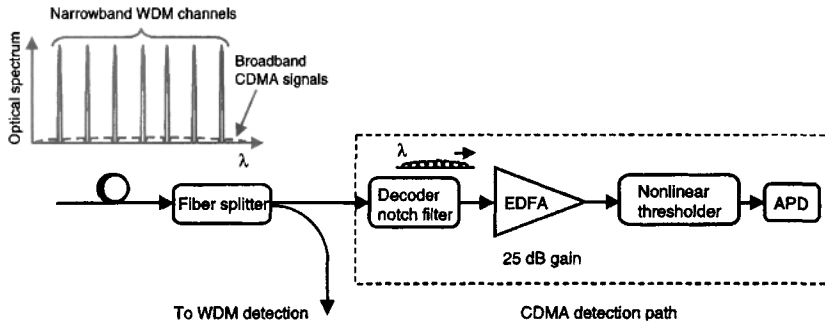 Narrowband WDM channels
Optical spectrum
Broadband
CDMA signals
λ
λ
Fiber splitter
Decoder
notch filter
EDFA
Nonlinear
thresholder
APD
25 dB gain
To WDM detection
CDMA detection path